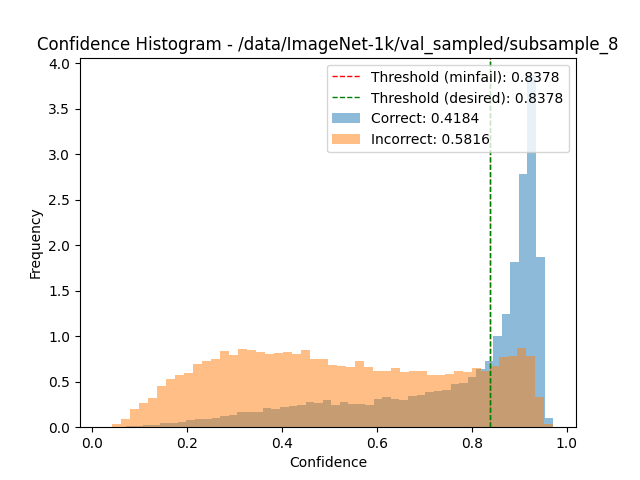 Confidence Histogram - /data/ImageNet-1k/val_sampled/subsample_8
Threshold (minfail): 0.8378
Threshold (desired): 0.8378
Correct: 0.4184
Incorrect: 0.5816
4.0
3.5
3.0
2.5
2.0
1.5
1.0
0.5
0.0
Frequency
0.0 0.2 0.4 0.6 0.8 1.0
Confidence